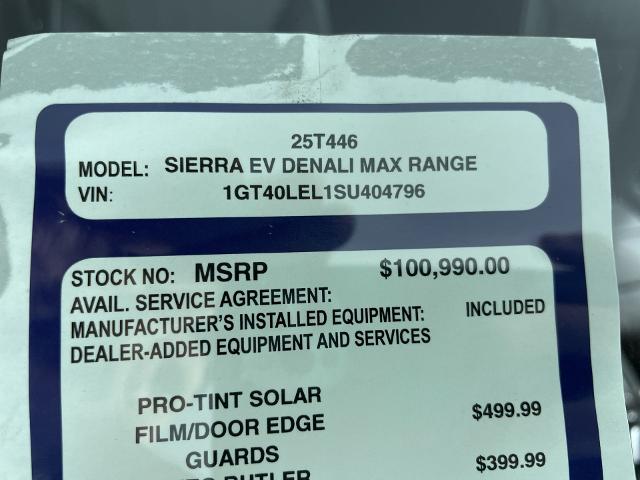 25T446
MODEL: SIERRA EV DENALI MAX RANGE
VIN: 1GT40LEL1SU404796
STOCK NO: MSRP $100,990.00
AVAIL. SERVICE AGREEMENT:
MANUFACTURER'S INSTALLED EQUIPMENT: INCLUDED
DEALER-ADDED EQUIPMENT AND SERVICES
PRO-TINT SOLAR
FILM/DOOR EDGE $499.99
GUARDS $399.99
BUTLER